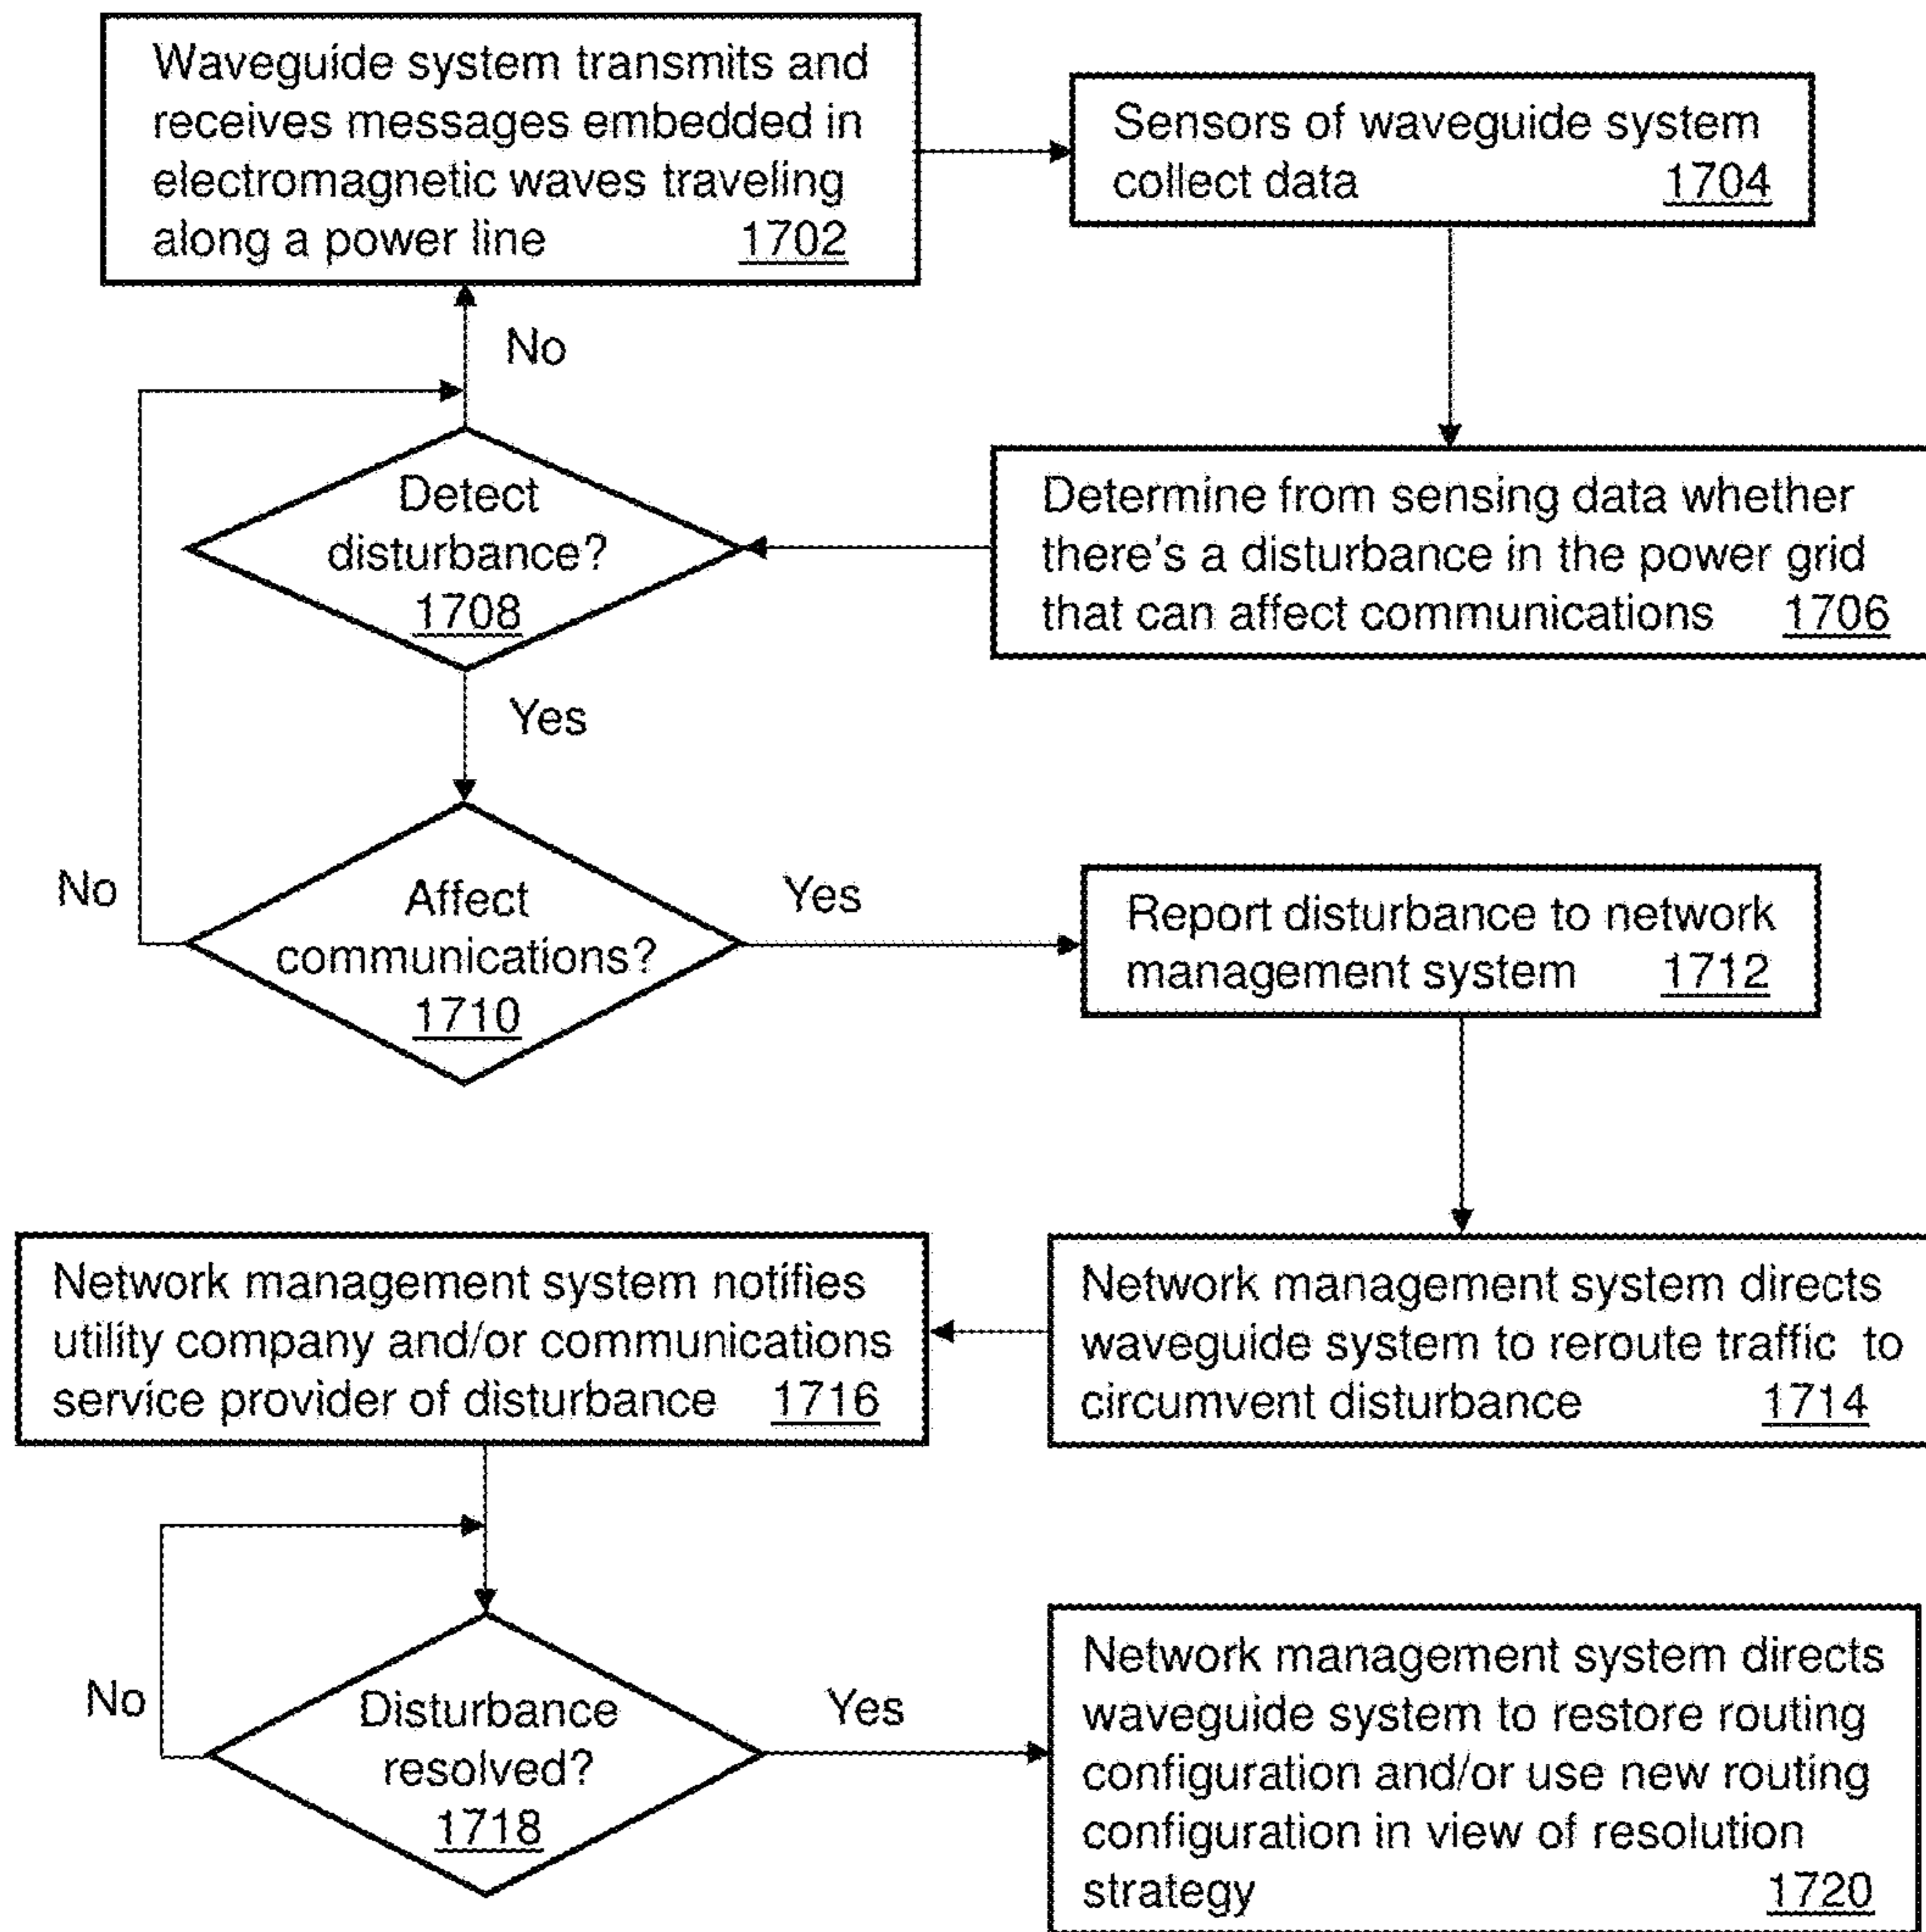 Waveguide system transmits and
receives messages embedded in
electromagnetic waves traveling
along a power line 1702
Sensors of waveguide system
collect data 1704
No
Detect
disturbance?
1708
Determine from sensing data whether
there's a disturbance in the power grid
that can affect communications 1706
Yes
No
Affect
communications?
1710
Yes
Report disturbance to network
management system 1712
Network management system notifies
utility company and/or communications
service provider of disturbance 1716
Network management system directs
waveguide system to reroute traffic to
circumvent disturbance 1714
No
Disturbance
resolved?
1718
Yes
Network management system directs
waveguide system to restore routing
configuration and/or use new routing
configuration in view of resolution
strategy 1720